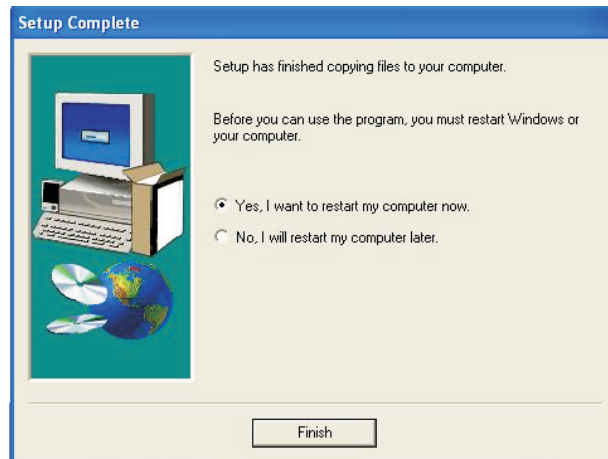 Setup Complete
Setup has finished copying files to your computer.
Before you can use the program, you must restart Windows or
your computer.
Yes, I want to restart my computer now.
No, I will restart my computer later.
Finish